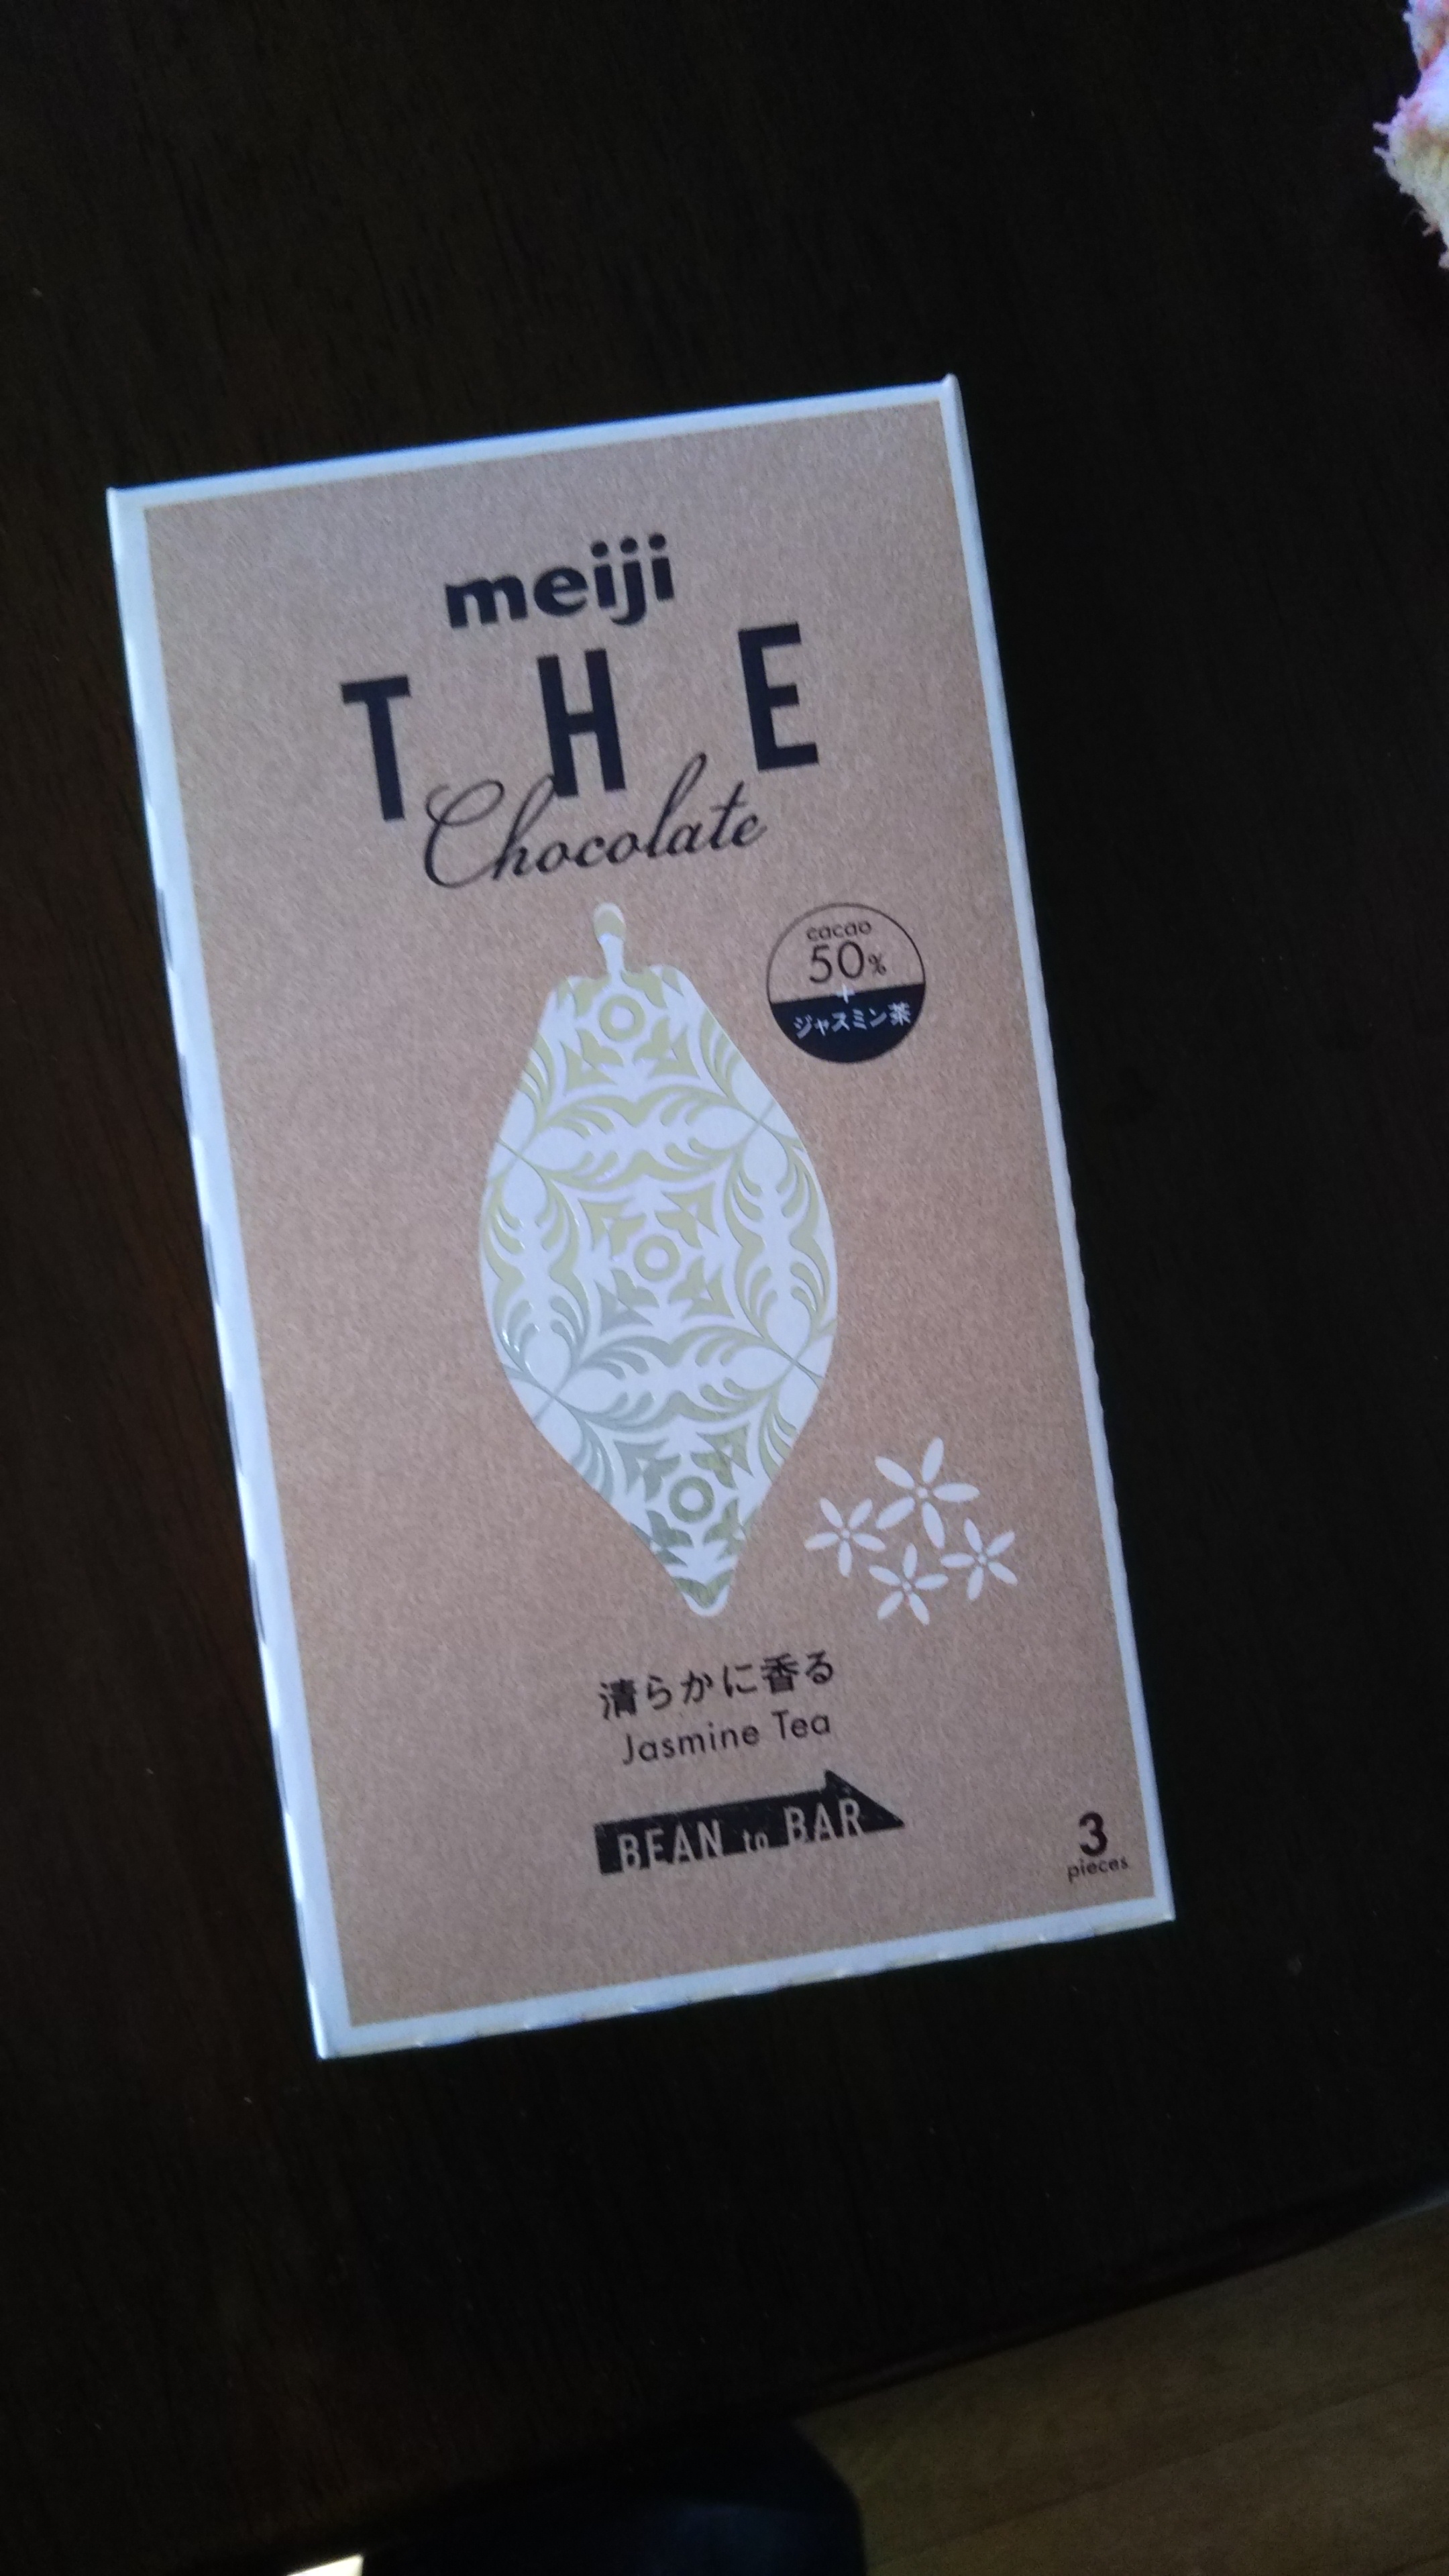 meiji
THE
Chocolate
cacao
50%
+
ジャスミン茶
清らかに香る
Jasmine Tea
BEAN to BAR
3
pieces